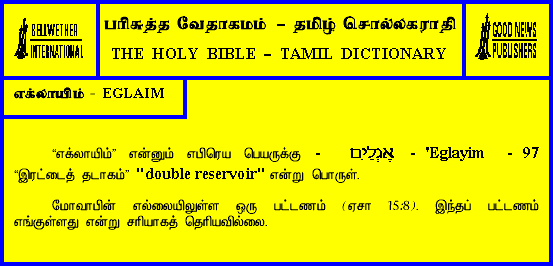 BELLWETHER
INTERNATIONAL
பரிசுத்த வேதாகமம் – தமிழ் சொல்லகராதி
THE HOLY BIBLE – TAMIL DICTIONARY
GOOD NEWS
PUBLISHERS
எக்லாயிம் - EGLAIM
“எக்லாயிம்” என்னும் எபிரெய பெயருக்கு - אֶגְלַיִם - 'Eglayim - 97
“இரட்டைத் தடாகம்” "double reservoir" என்று பொருள்.
மோவாபின் எல்லையிலுள்ள ஒரு பட்டணம் (ஏசா 15:8). இந்தப் பட்டணம்
எங்குள்ளது என்று சரியாகத் தெரியவில்லை.